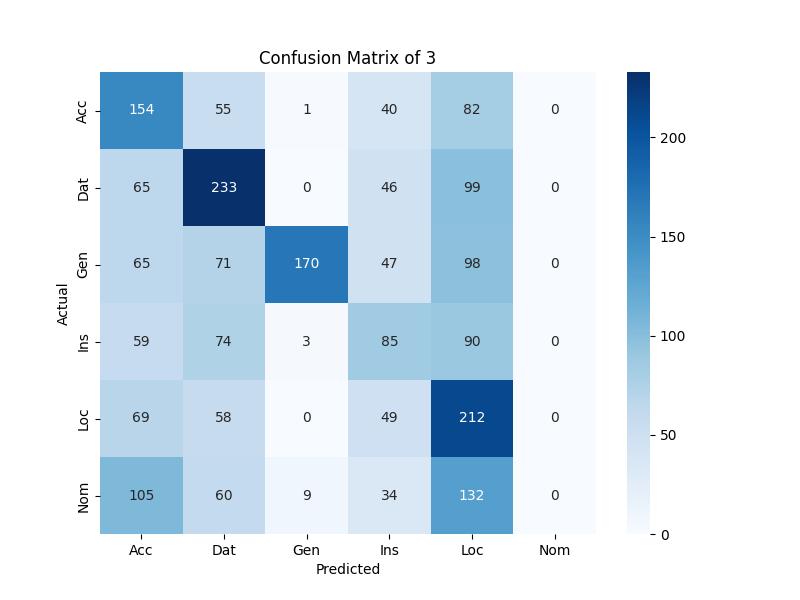 Confusion Matrix of 3
Acc 154 55 1 40 82 0
Dat 65 233 0 46 99 0
Gen 65 71 170 47 98 0
Ins 59 74 3 85 90 0
Loc 69 58 0 49 212 0
Nom 105 60 9 34 132 0
Acc Dat Gen Ins Loc Nom
Predicted
Actual
200
150
100
50
0